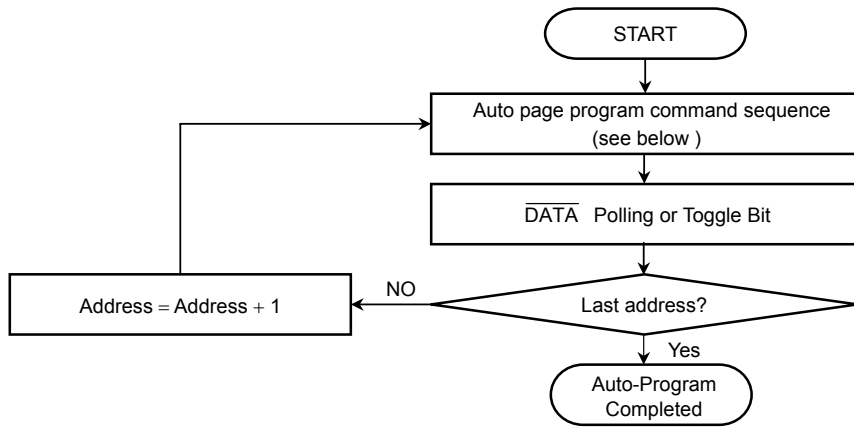 START
Auto page program command sequence
(see below )
DATA Polling or Toggle Bit
Address = Address + 1
NO
Last address?
Yes
Auto-Program
Completed